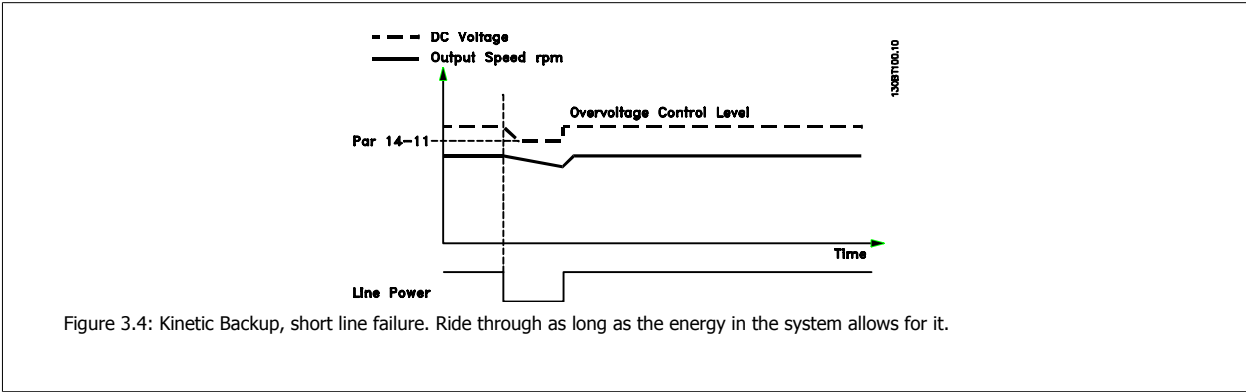 DC Voltage
Output Speed rpm
130BT100.10
Overvoltage Control Level
Par 14-11
Time
Line Power
Figure 3.4: Kinetic Backup, short line failure. Ride through as long as the energy in the system allows for it.